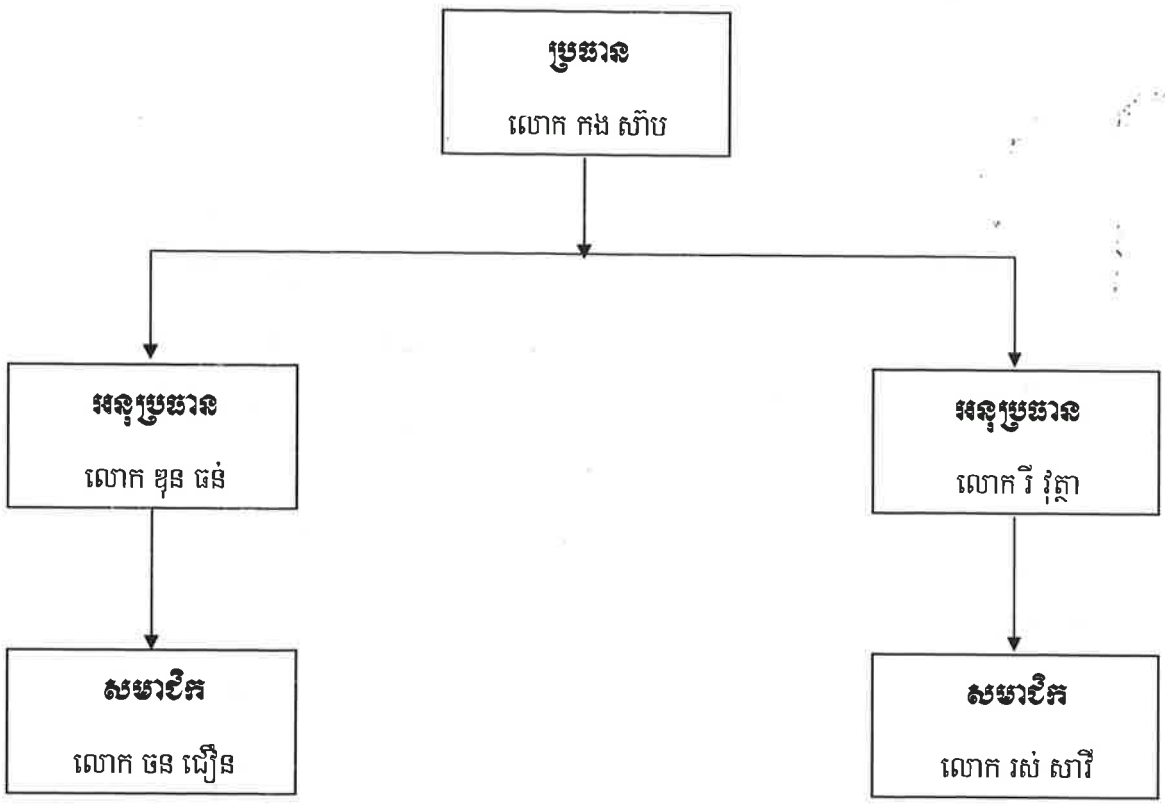 ប្រធាន
លោក កង ស៊ាប
អនុប្រធាន
លោក ឌុន ធន់
អនុប្រធាន
លោក រី វុត្ថា
សមាជិក
លោក ចន ជឿន
សមាជិក
លោក រស់ សាវី